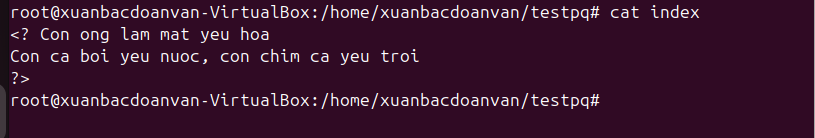 root@xuanbacdoanvan-VirtualBox:/home/xuanbacdoanvan/testpq# cat index
<? Con ong lam mat yeu hoa
Con ca boi yeu nuoc, con chim ca yeu troi
?>
root@xuanbacdoanvan-VirtualBox:/home/xuanbacdoanvan/testpq#